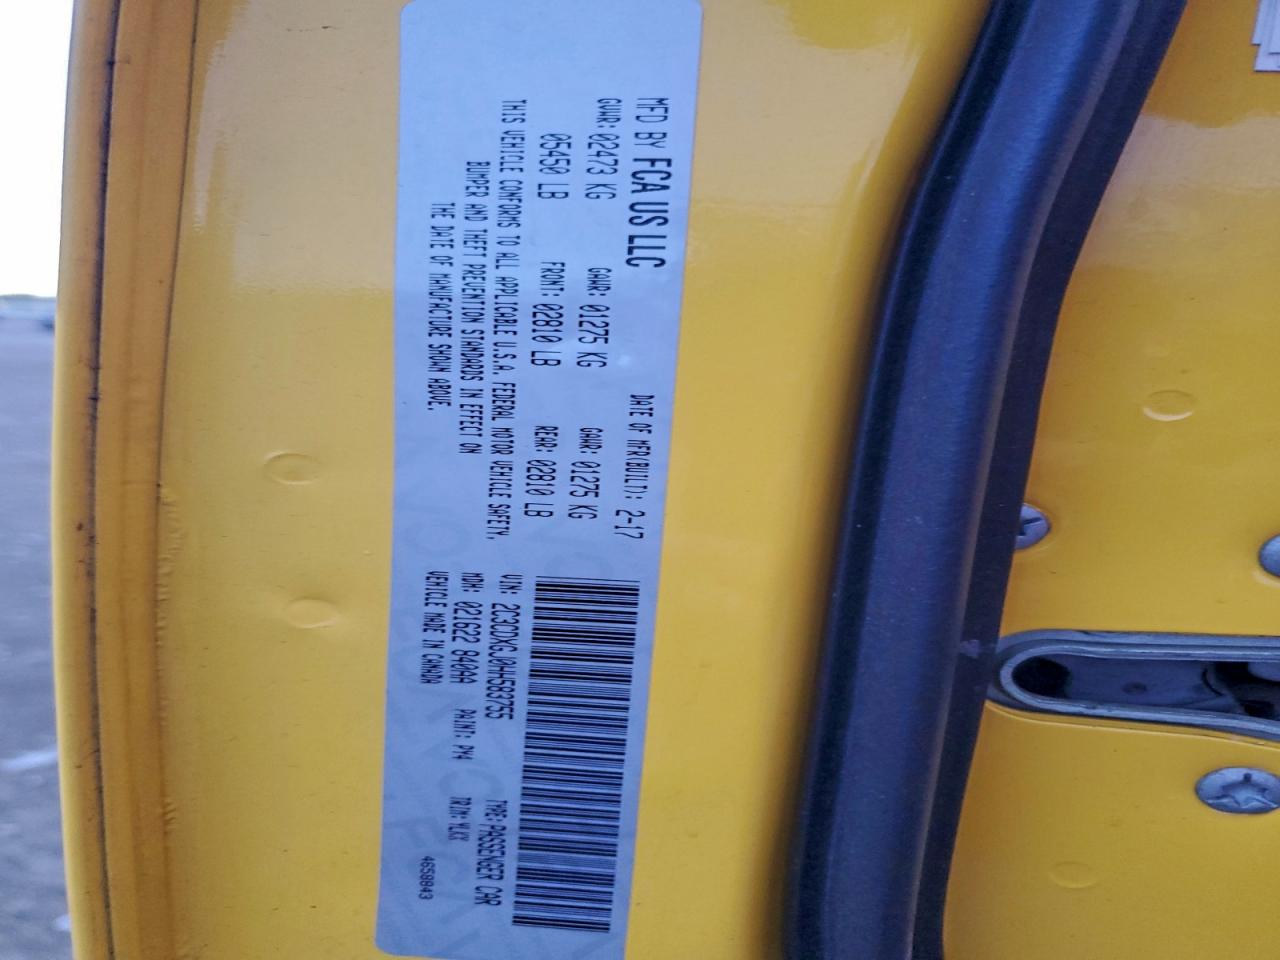 MFD BY FCA US LLC
DATE OF MFR(BUILT): 2-17
GVWR: 02473 KG
GAWR: 01275 KG
GAWR: 01275 KG
05450 LB
FRONT: 02810 LB
REAR: 02810 LB
THIS VEHICLE CONFORMS TO ALL APPLICABLE U.S.A. FEDERAL MOTOR VEHICLE SAFETY,
BUMPER AND THEFT PREVENTION STANDARDS IN EFFECT ON
THE DATE OF MANUFACTURE SHOWN ABOVE.
VIN: 2C3CDXGJ0HH583755
TYPE: PASSENGER CAR
MDH: 021622 840AA
PAINT: PY4
TRIM: YLKX
VEHICLE MADE IN CANADA
4658843